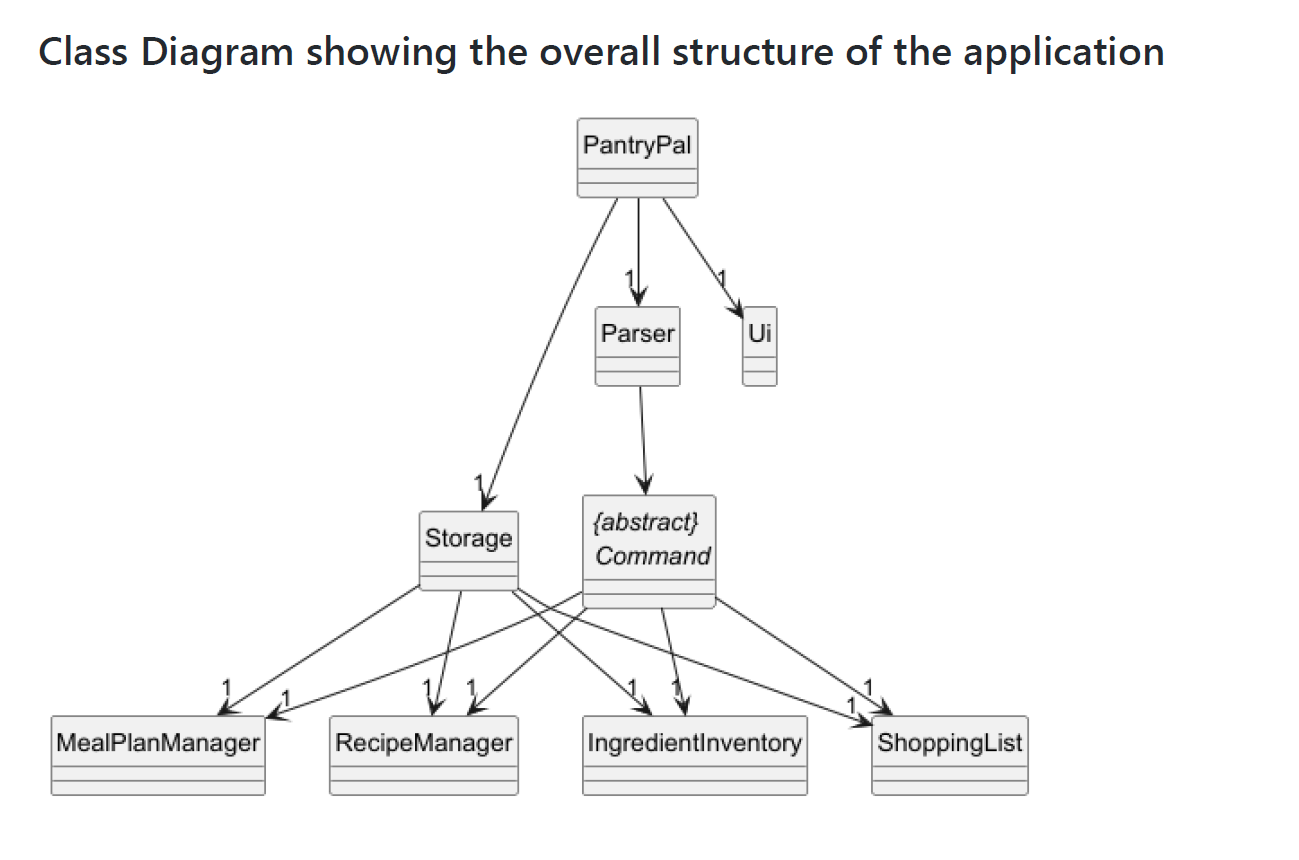 Class Diagram showing the overall structure of the application
PantryPal
1
1
Parser
Ui
1
Storage
{abstract}
Command
1
1
1
1
1
1
1
1
MealPlanManager
RecipeManager
IngredientInventory
ShoppingList